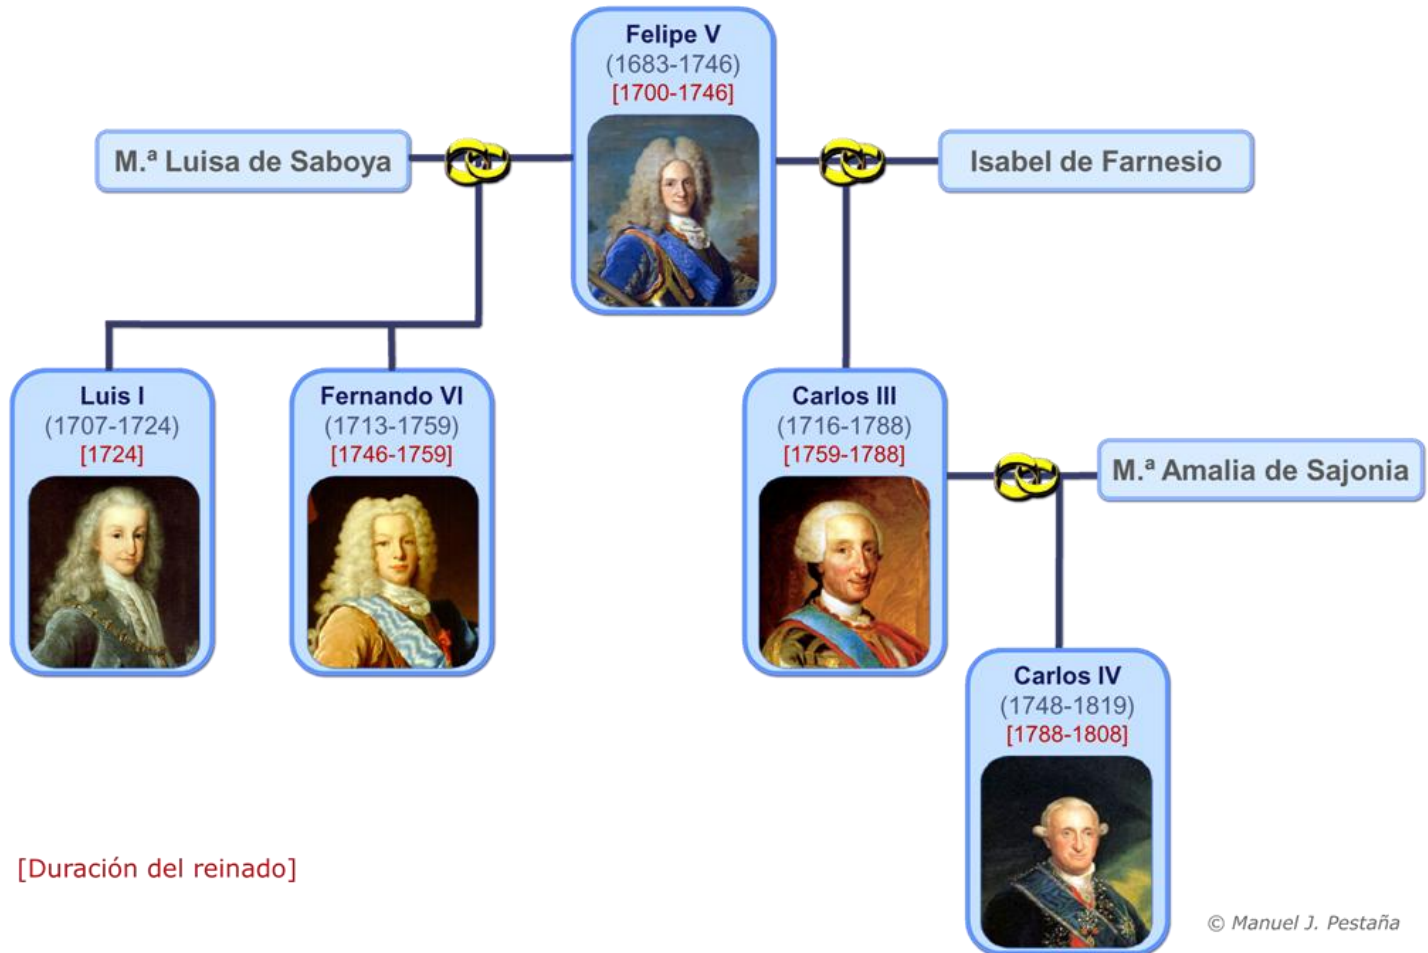 Felipe V
(1683-1746)
[1700-1746]
M.ª Luisa de Saboya
Isabel de Farnesio
Luis I
(1707-1724)
[1724]
Fernando VI
(1713-1759)
[1746-1759]
Carlos III
(1716-1788)
[1759-1788]
M.ª Amalia de Sajonia
Carlos IV
(1748-1819)
[1788-1808]
[Duración del reinado]
© Manuel J. Pestaña